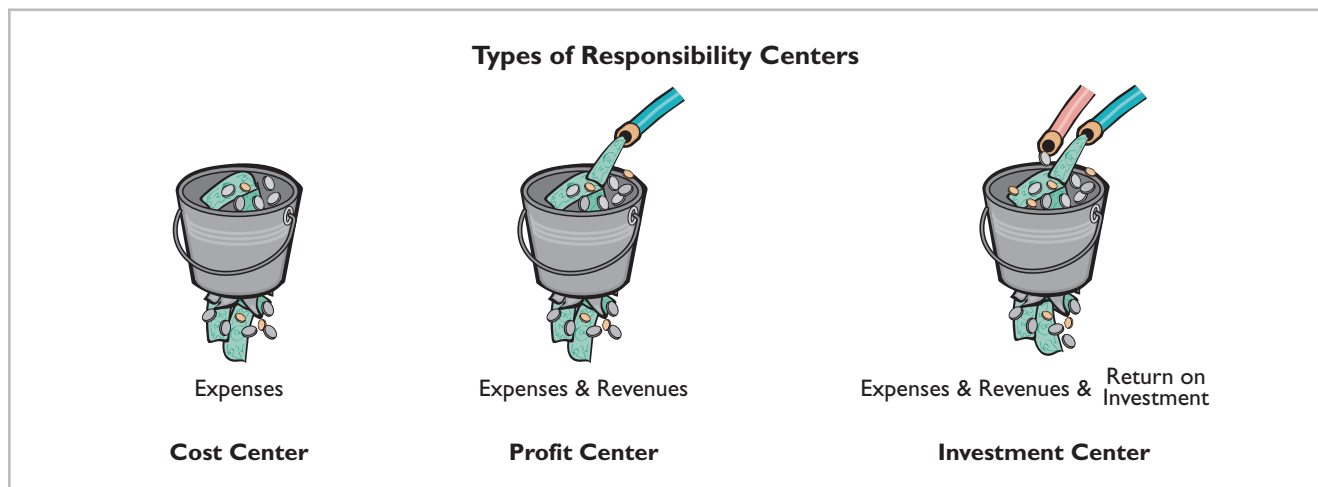 Types of Responsibility Centers
Expenses
Expenses & Revenues
Expenses & Revenues & Return on
Investment
Cost Center
Profit Center
Investment Center